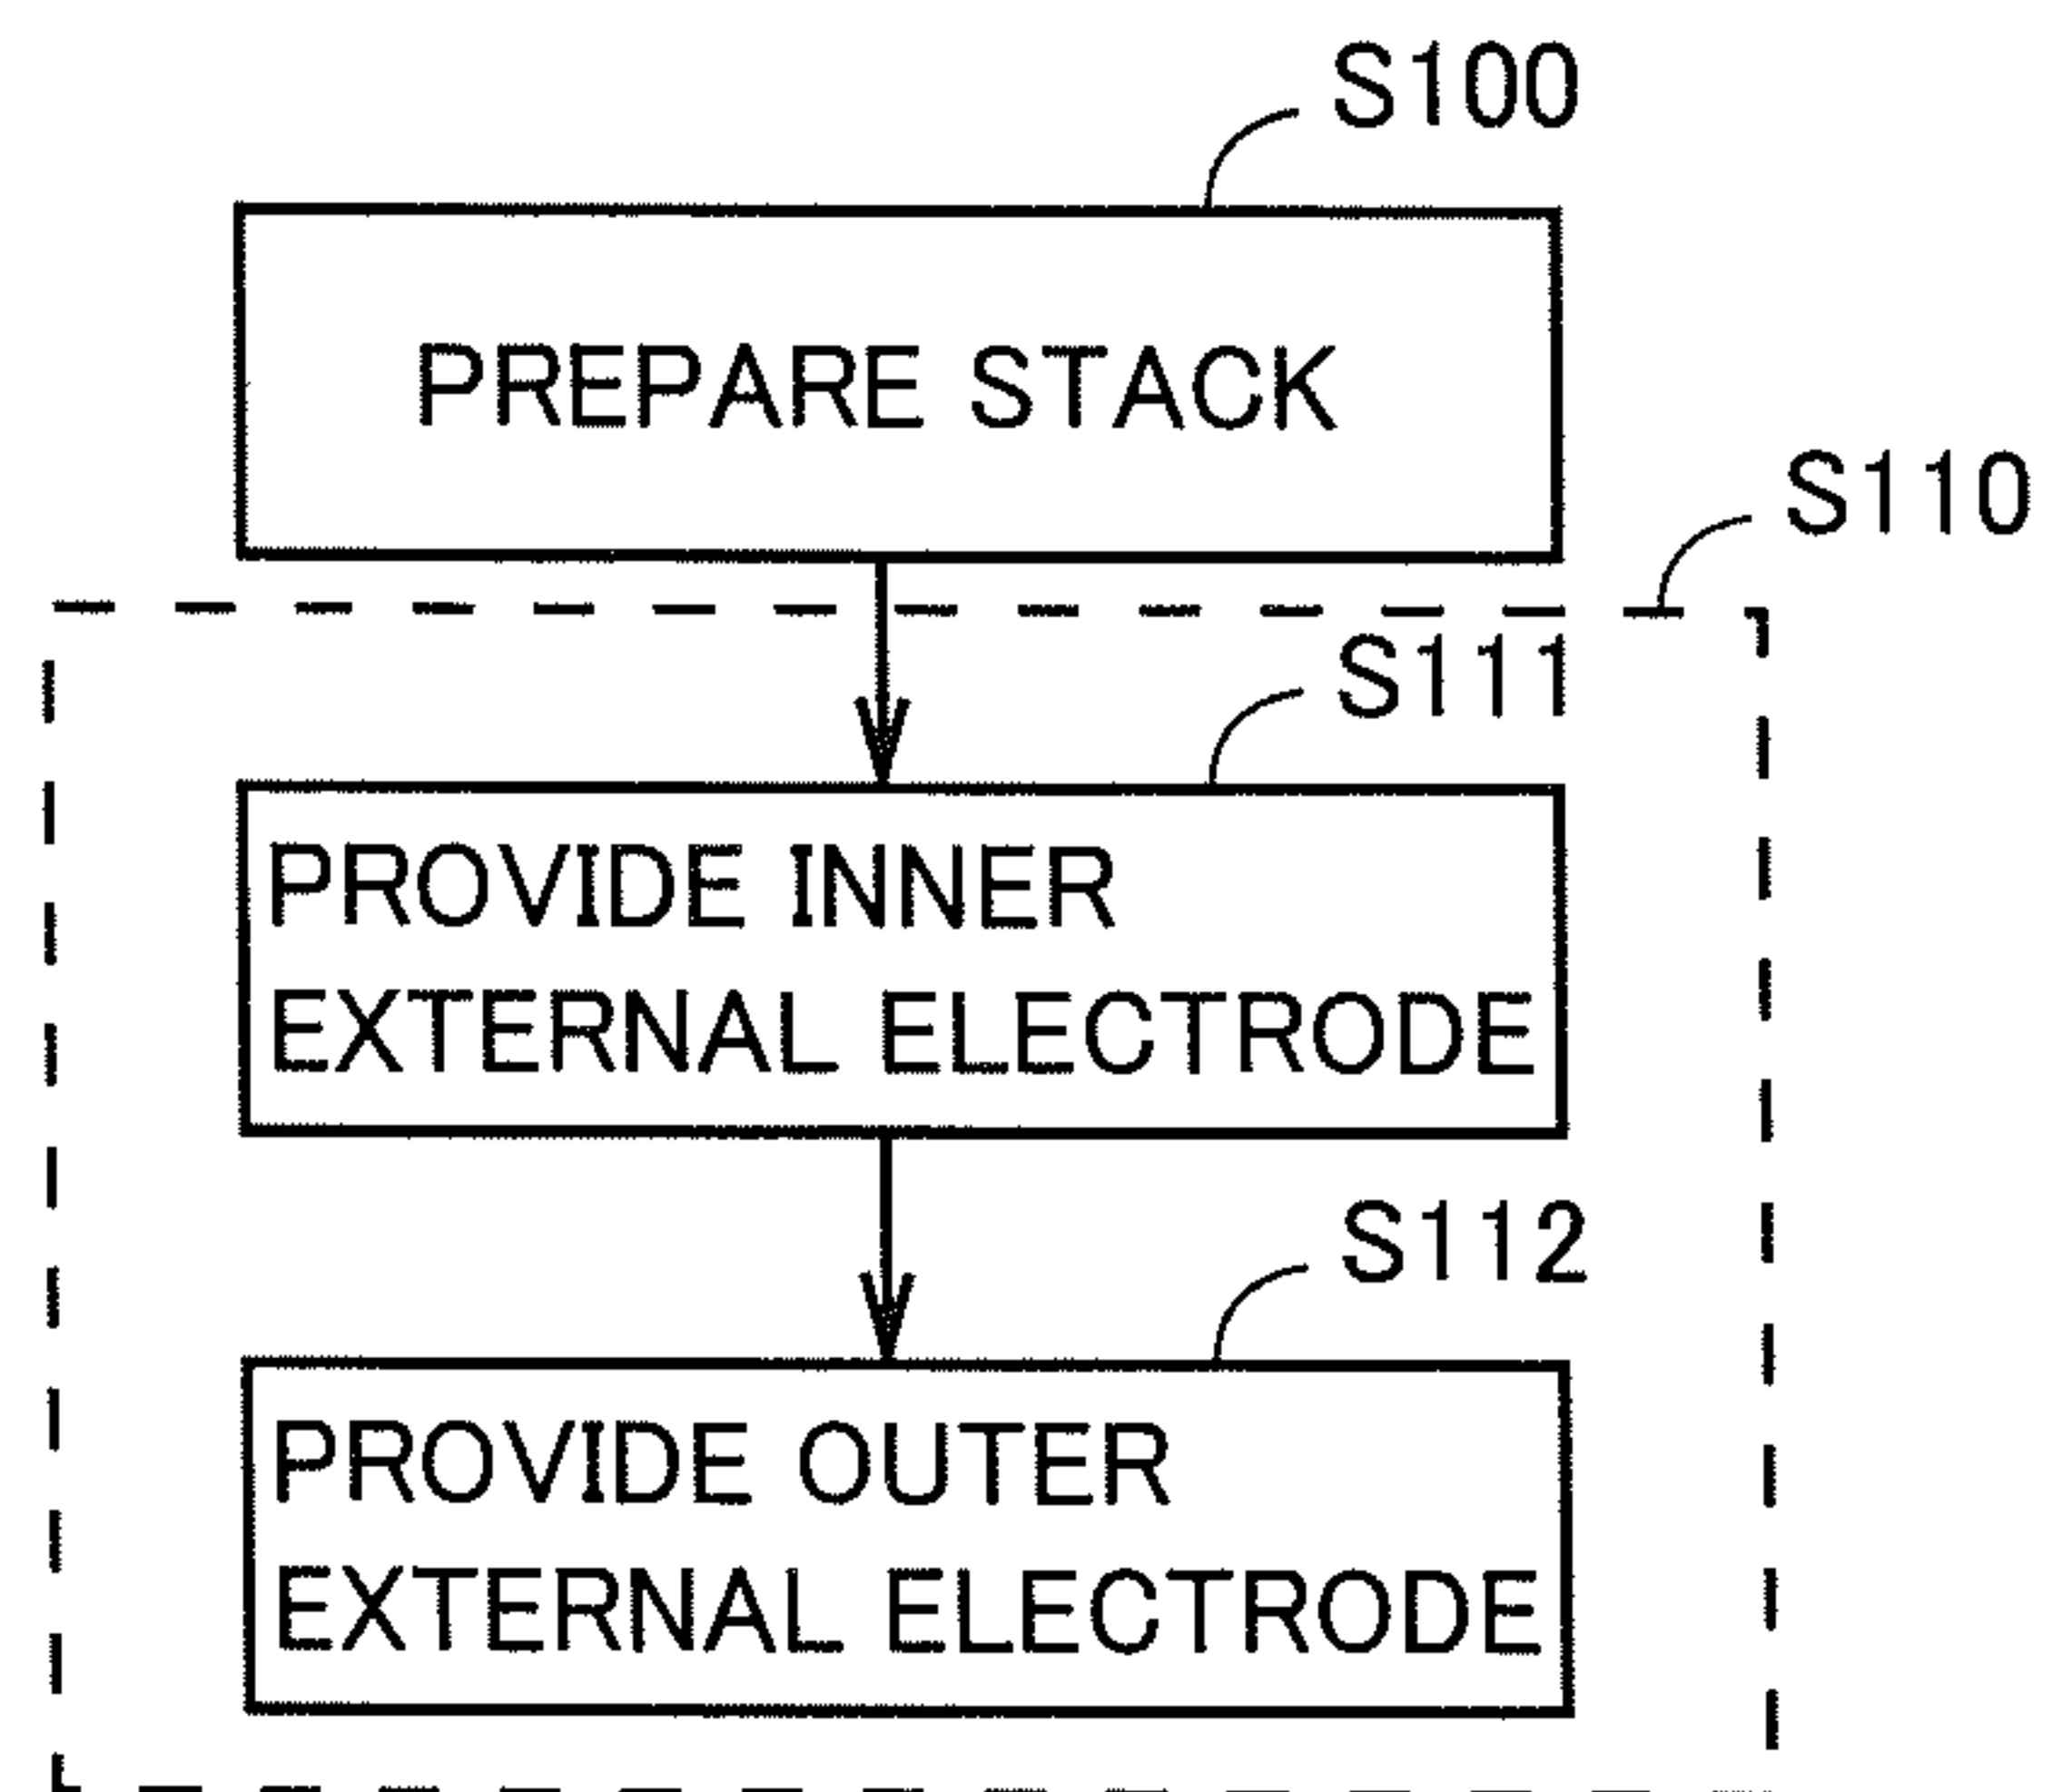 S100
PREPARE STACK
S110
S111
PROVIDE INNER
EXTERNAL ELECTRODE
S112
PROVIDE OUTER
EXTERNAL ELECTRODE